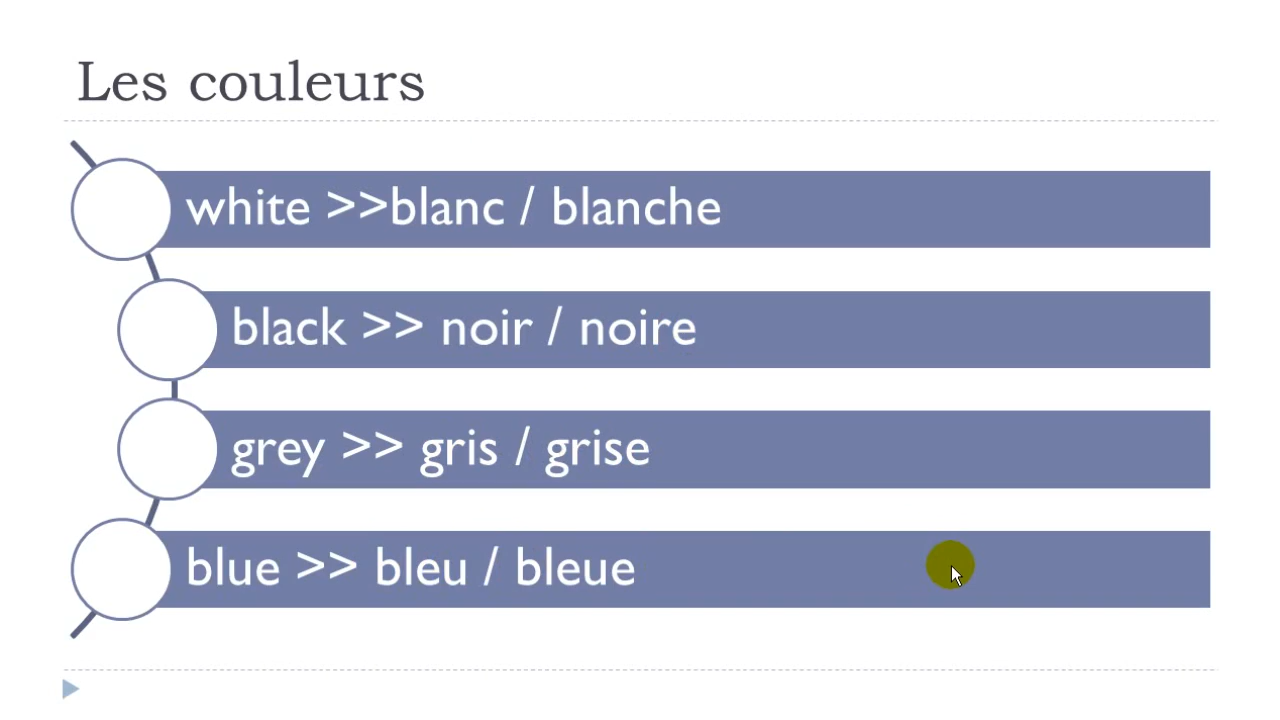 Les couleurs
white >>blanc / blanche
black >> noir / noire
grey >> gris / grise
blue >> bleu / bleue